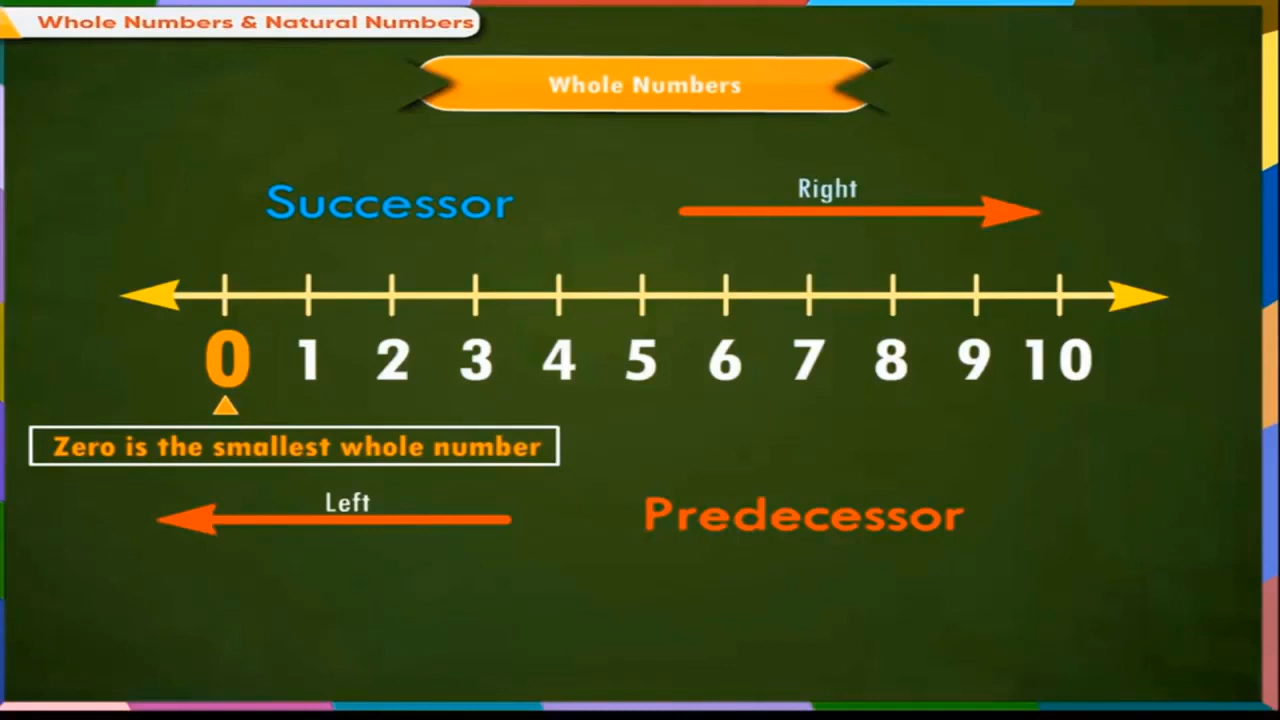 Whole Numbers & Natural Numbers
Whole Numbers
Successor
Right
0 1 2 3 4 5 6 7 8 9 10
Zero is the smallest whole number
Left
Predecessor